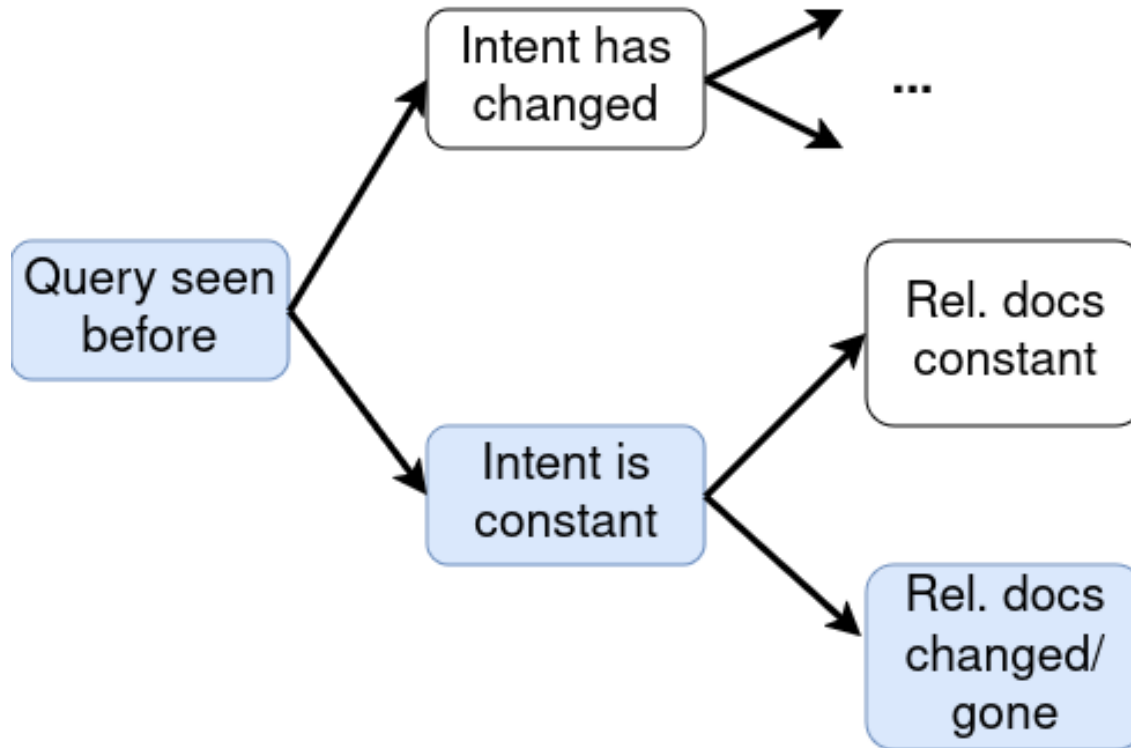 Intent has
changed
...
Query seen
before
Rel. docs
constant
Intent is
constant
Rel. docs
changed/
gone